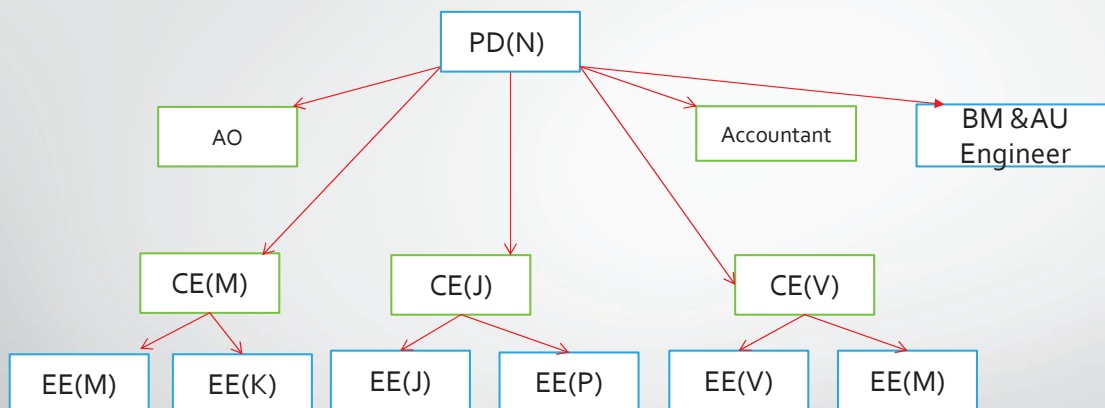 PD(N)
AO
Accountant
BM &AU
Engineer
CE(M)
CE(J)
CE(V)
EE(M)
EE(K)
EE(J)
EE(P)
EE(V)
EE(M)